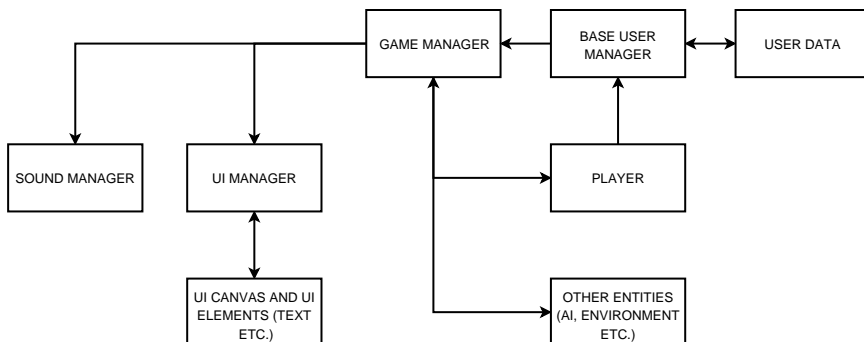 GAME MANAGER
BASE USER
MANAGER
USER DATA
SOUND MANAGER
UI MANAGER
PLAYER
UI CANVAS AND UI
ELEMENTS (TEXT
ETC.)
OTHER ENTITIES
(AI, ENVIRONMENT
ETC.)